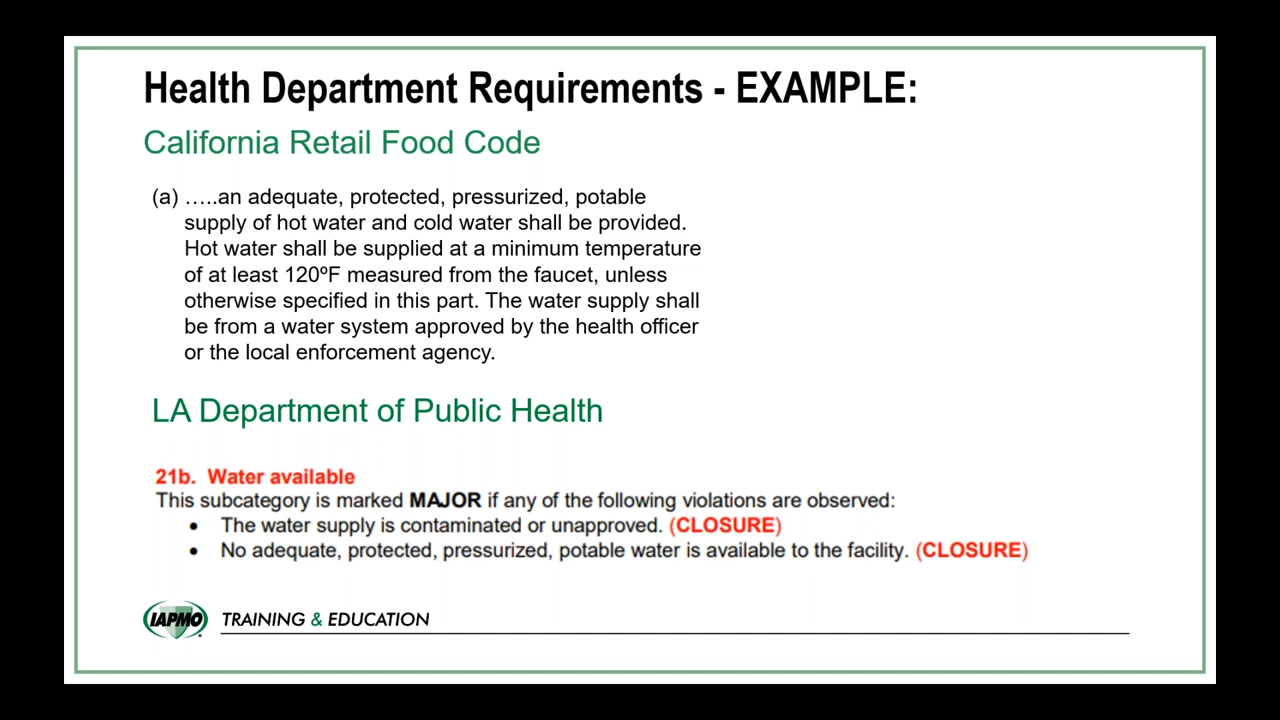 Health Department Requirements - EXAMPLE:
California Retail Food Code
(a) …..an adequate, protected, pressurized, potable
supply of hot water and cold water shall be provided.
Hot water shall be supplied at a minimum temperature
of at least 120ºF measured from the faucet, unless
otherwise specified in this part. The water supply shall
be from a water system approved by the health officer
or the local enforcement agency.
LA Department of Public Health
21b. Water available
This subcategory is marked MAJOR if any of the following violations are observed:
• The water supply is contaminated or unapproved. (CLOSURE)
• No adequate, protected, pressurized, potable water is available to the facility. (CLOSURE)
IAPMO® TRAINING & EDUCATION